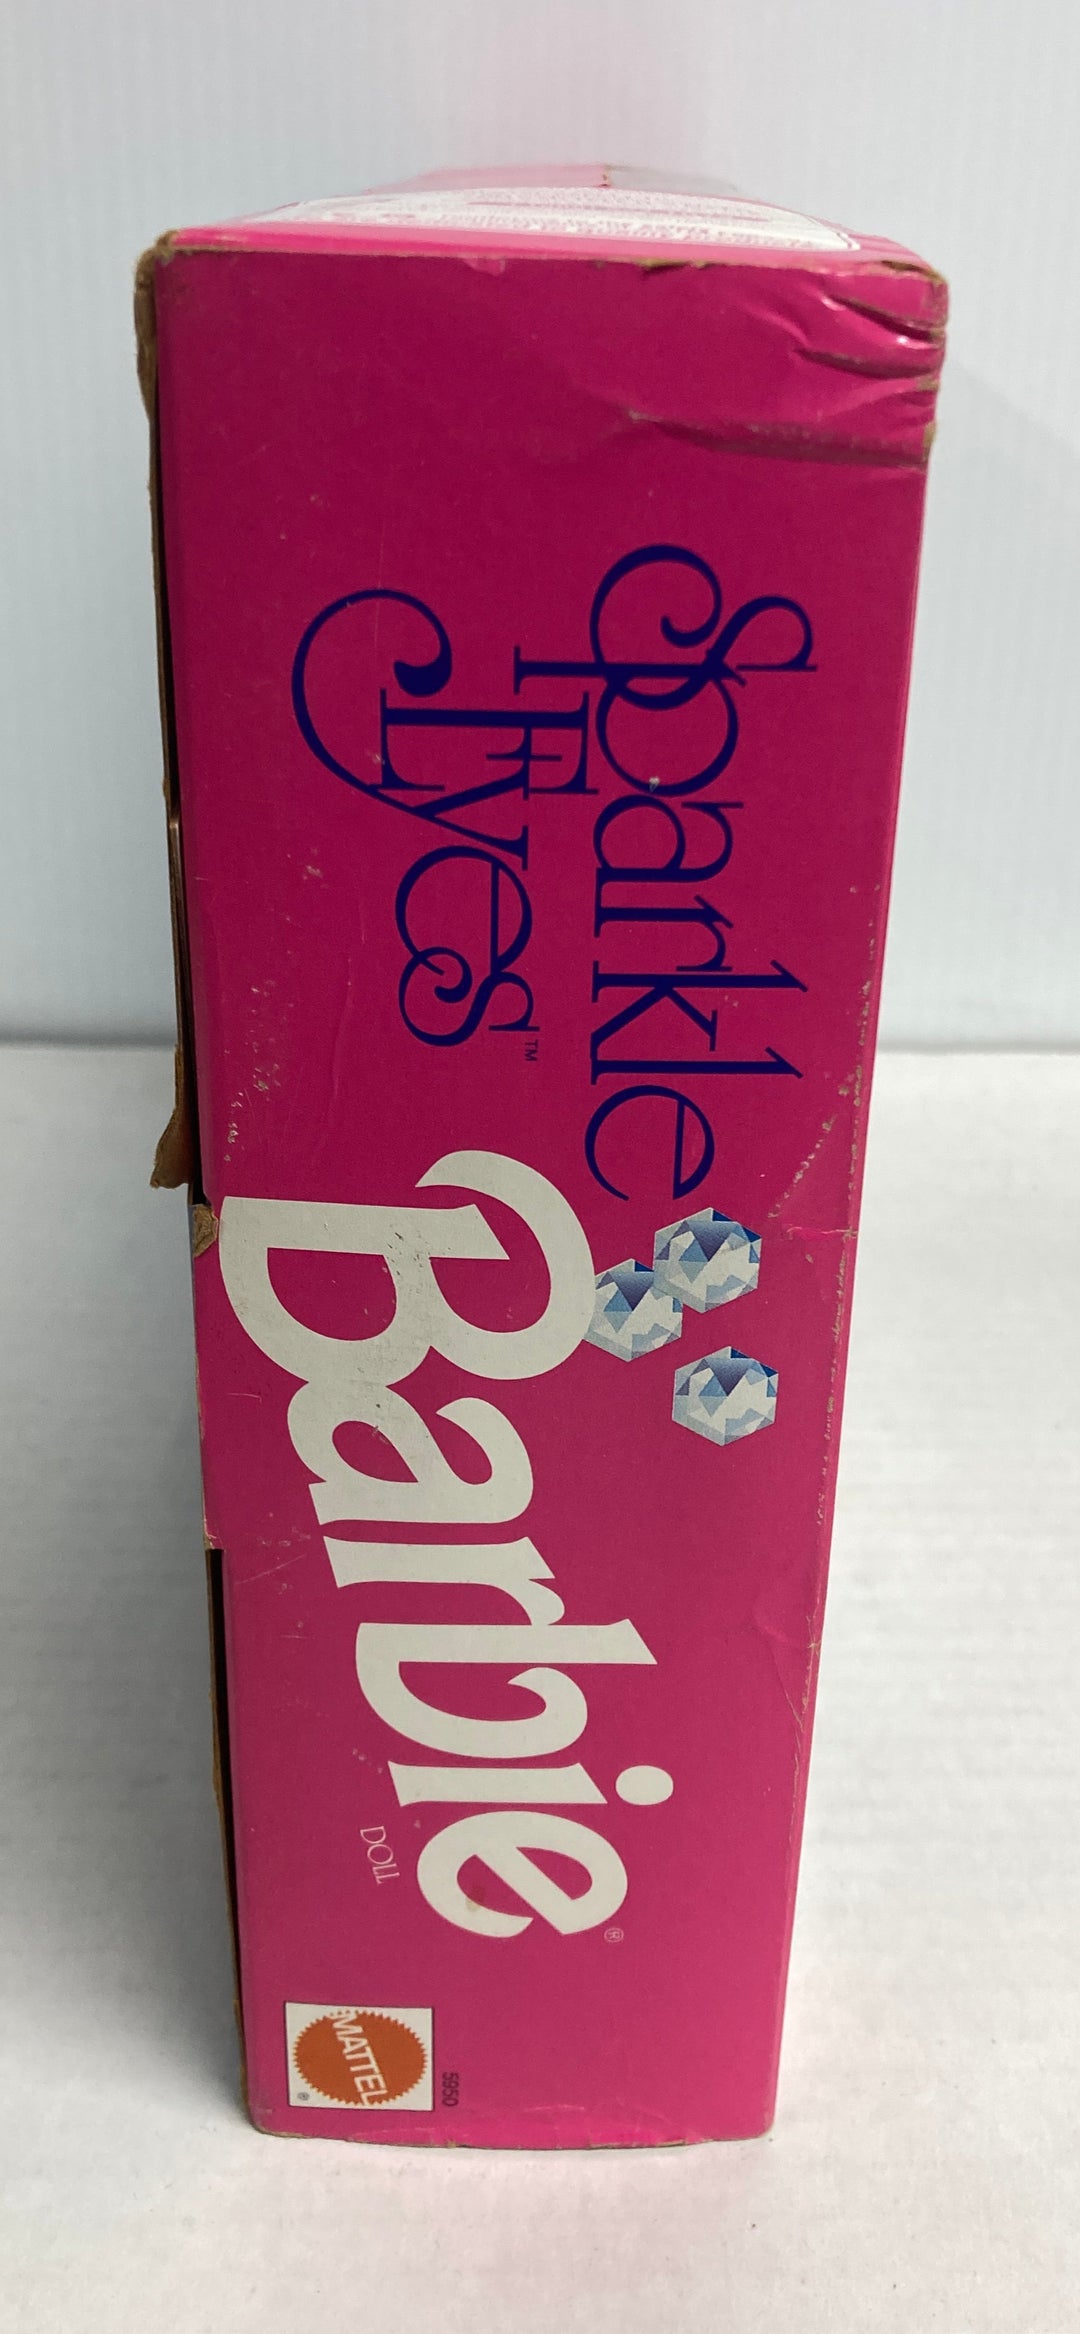 Sparkle
Eyes™
Barbie®
DOLL
5950
MATTEL®